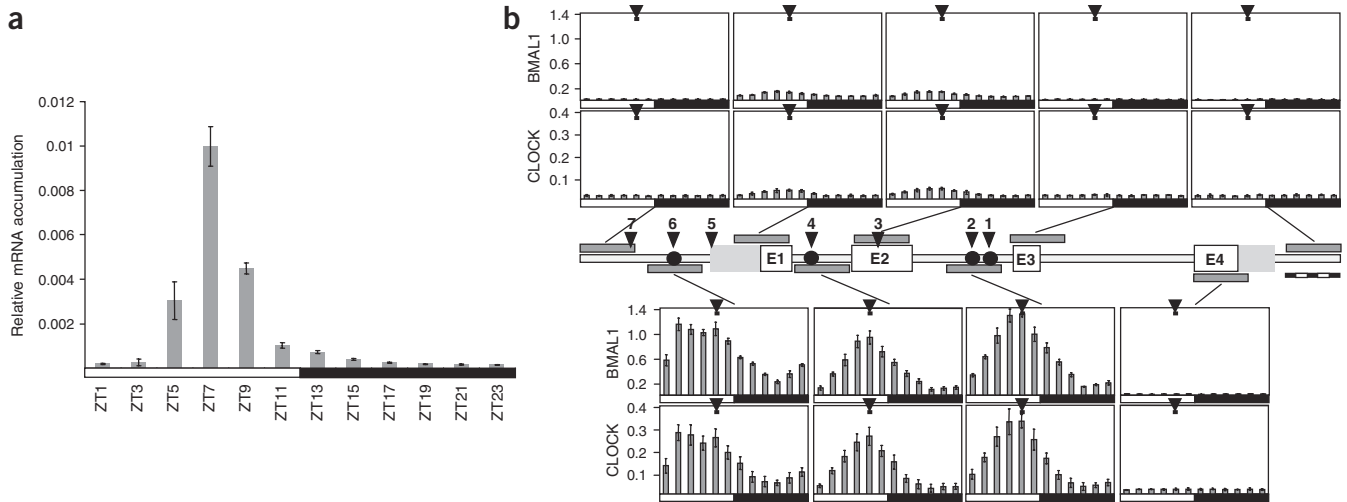 a
Relative mRNA accumulation
0.012
0.01
0.008
0.006
0.004
0.002
ZT1 ZT3 ZT5 ZT7 ZT9 ZT11 ZT13 ZT15 ZT17 ZT19 ZT21 ZT23
b
BMAL1
1.4
1.0
0.6
0.2
CLOCK
0.4
0.3
0.2
0.1
7 6 5 4 3 2 1
E1 E2 E3 E4
BMAL1
1.4
1.0
0.6
0.2
CLOCK
0.4
0.3
0.2
0.1